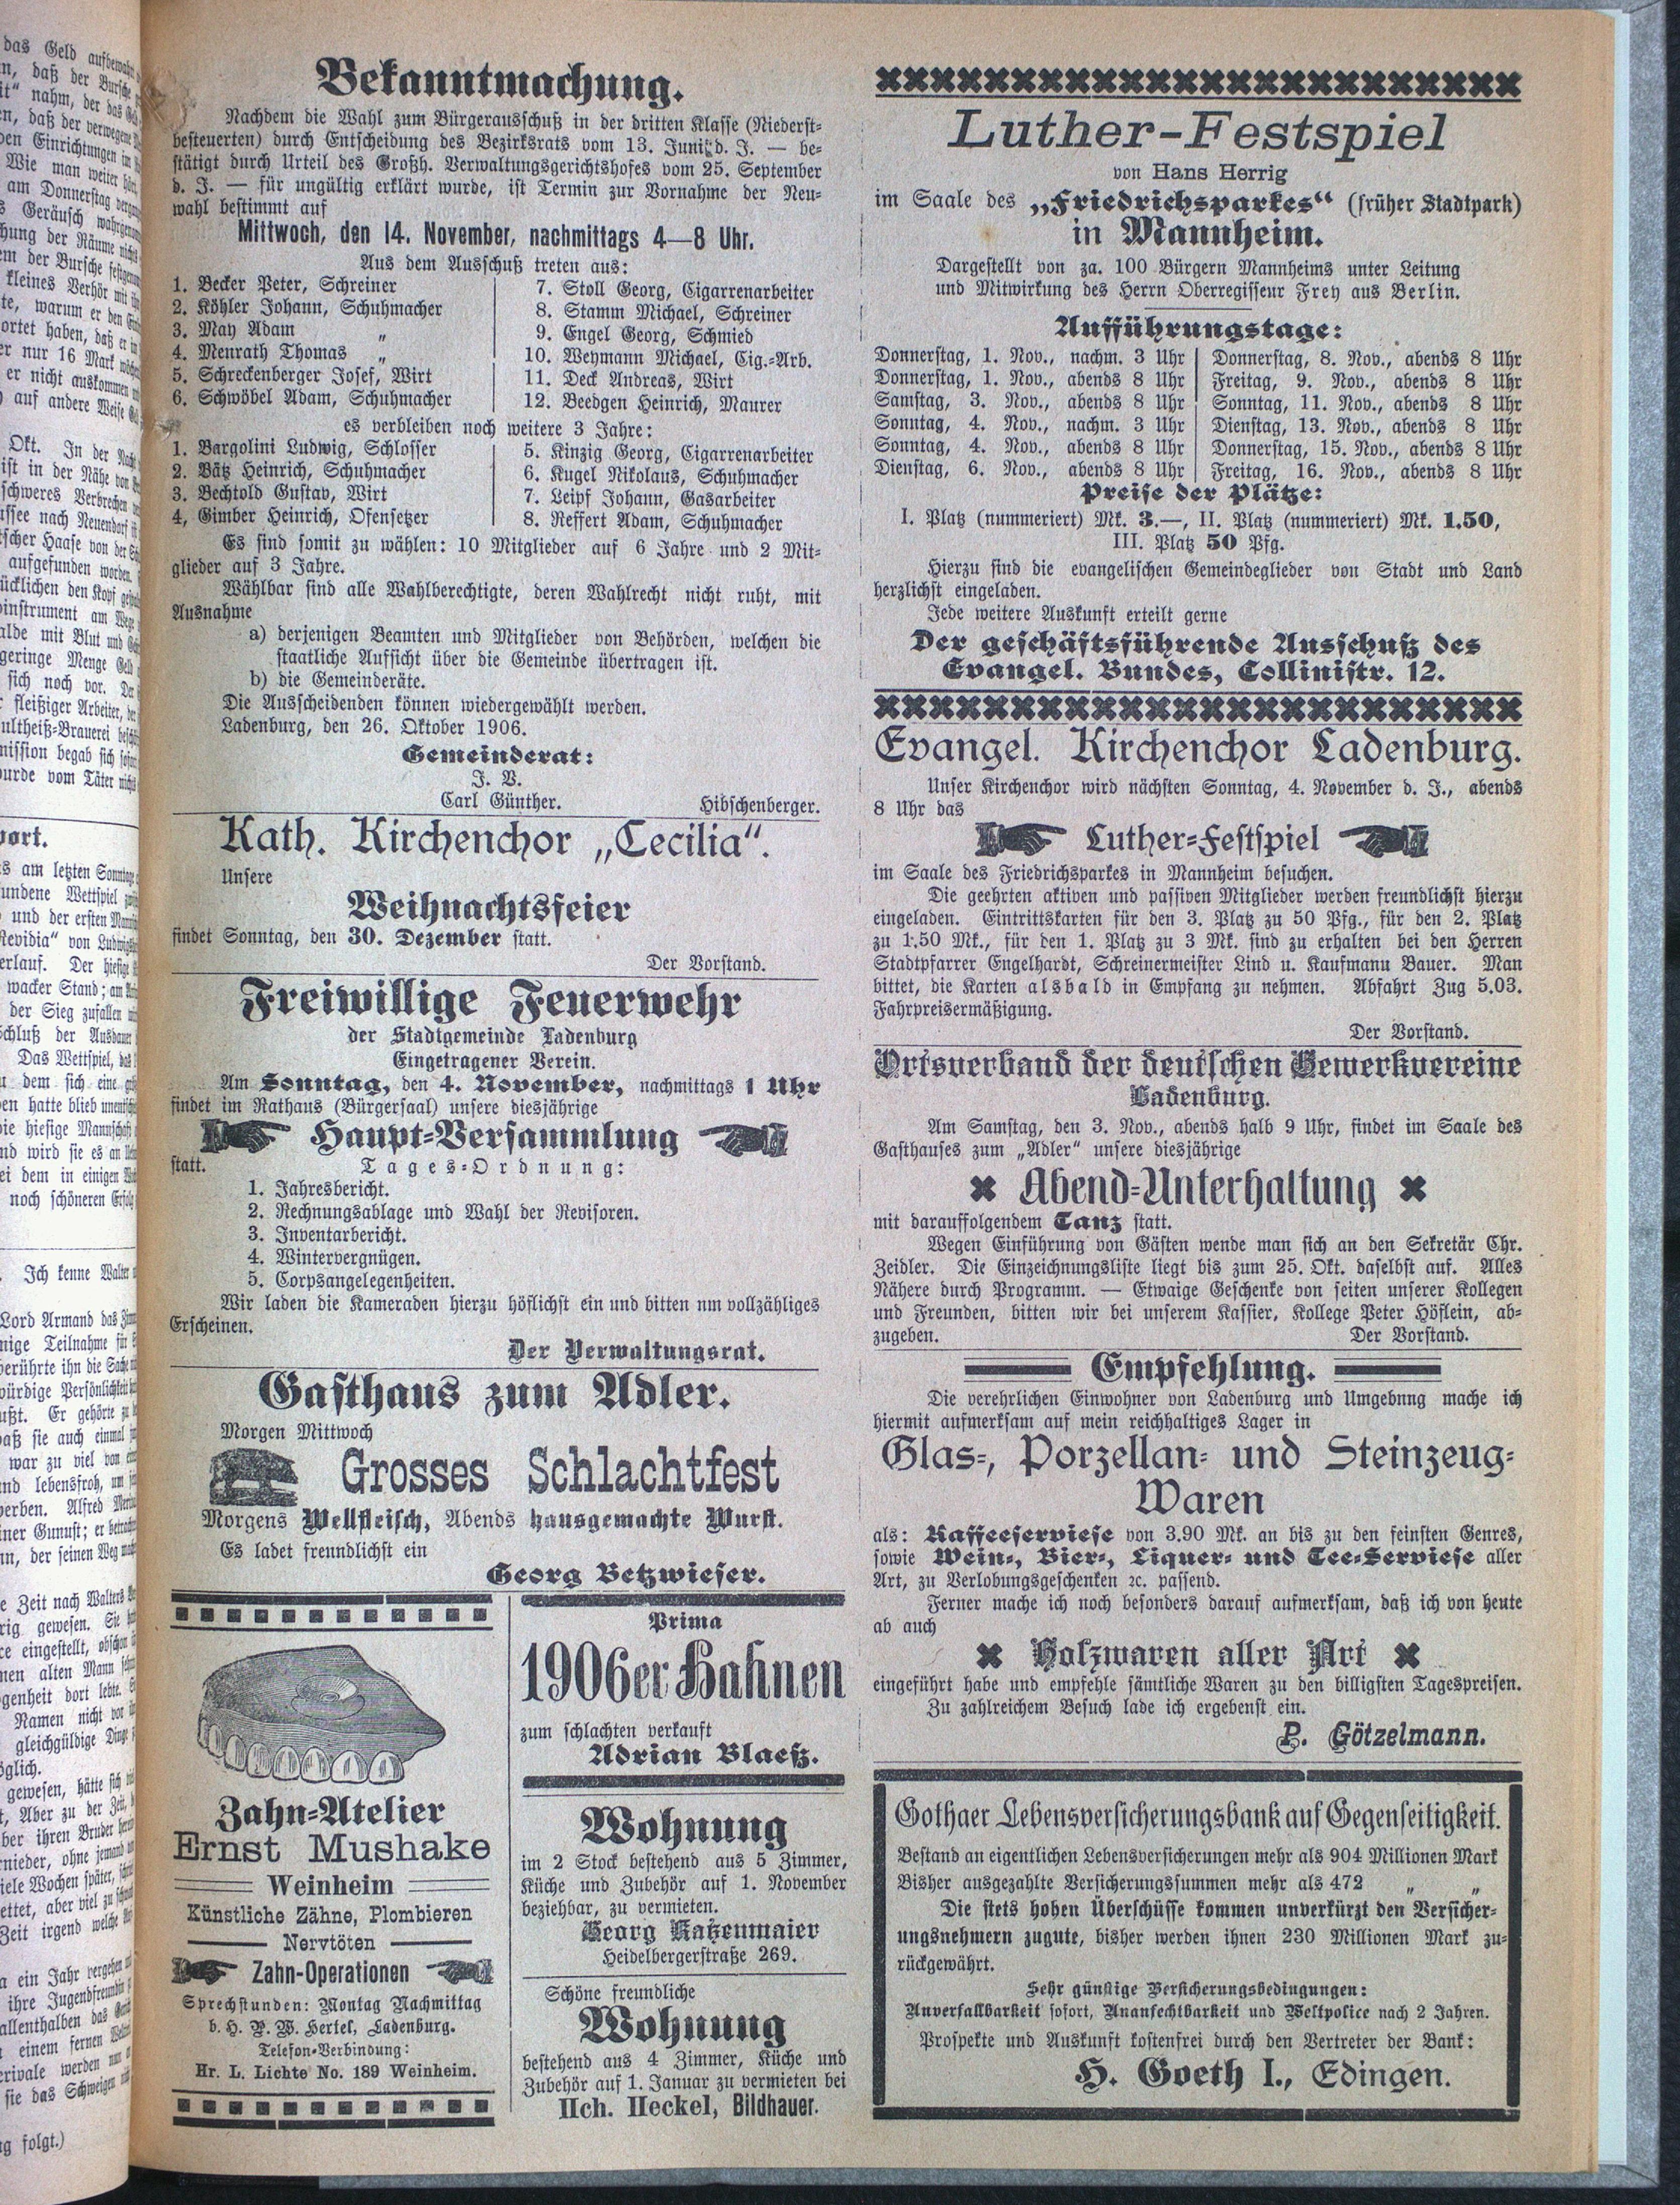 Bekanntmachung.
Nachdem die Wahl zum Bürgerausschuß in der dritten Klasse (Niederst-
besteuerten) durch Entscheidung des Bezirksrats vom 13. Juni d. J. — be-
stätigt durch Urteil des Großh. Verwaltungsgerichtshofes vom 25. September
d. J. — für ungültig erklärt wurde, ist Termin zur Vornahme der Neu-
wahl bestimmt auf
Mittwoch, den 14. November, nachmittags 4—8 Uhr.
Aus dem Ausschuß treten aus:
1. Becker Peter, Schreiner
2. Köhler Johann, Schuhmacher
3. May Adam „
4. Menrath Thomas „
5. Schreckenberger Josef, Wirt
6. Schwöbel Adam, Schuhmacher
7. Stoll Georg, Cigarrenarbeiter
8. Stamm Michael, Schreiner
9. Engel Georg, Schmied
10. Weymann Michael, Cig.-Arb.
11. Deck Andreas, Wirt
12. Beedgen Heinrich, Maurer
es verbleiben noch weitere 3 Jahre:
1. Bargolini Ludwig, Schlosser
2. Bätz Heinrich, Schuhmacher
3. Bechtold Gustav, Wirt
4, Gimber Heinrich, Ofensetzer
5. Kinzig Georg, Cigarrenarbeiter
6. Kugel Nikolaus, Schuhmacher
7. Leipf Johann, Gasarbeiter
8. Reffert Adam, Schuhmacher
Es sind somit zu wählen: 10 Mitglieder auf 6 Jahre und 2 Mit-
glieder auf 3 Jahre.
Wählbar sind alle Wahlberechtigte, deren Wahlrecht nicht ruht, mit
Ausnahme
a) derjenigen Beamten und Mitglieder von Behörden, welchen die
staatliche Aufsicht über die Gemeinde übertragen ist.
b) die Gemeinderäte.
Die Ausscheidenden können wiedergewählt werden.
Ladenburg, den 26. Oktober 1906.
Gemeinderat:
J. V.
Carl Günther. Hibschenberger.
Kath. Kirchenchor „Cecilia“.
Unsere
Weihnachtsfeier
findet Sonntag, den 30. Dezember statt.
Der Vorstand.
Freiwillige Feuerwehr
der Stadtgemeinde Ladenburg
Eingetragener Verein.
Am Sonntag, den 4. November, nachmittags 1 Uhr
findet im Rathaus (Bürgersaal) unsere diesjährige
Haupt-Versammlung
statt. Tages-Ordnung:
1. Jahresbericht.
2. Rechnungsablage und Wahl der Revisoren.
3. Inventarbericht.
4. Wintervergnügen.
5. Corpsangelegenheiten.
Wir laden die Kameraden hierzu höflichst ein und bitten nm vollzähliges
Erscheinen.
Der Verwaltungsrat.
Gasthaus zum Adler.
Morgen Mittwoch
Grosses Schlachtfest
Morgens Wellfleisch, Abends hausgemachte Wurst.
Es ladet freundlichst ein
Georg Betzwieser.
Zahn-Atelier
Ernst Mushake
Weinheim
Künstliche Zähne, Plombieren
Nervtöten
Zahn-Operationen
Sprechstunden: Montag Nachmittag
b. H. P. W. Hertel, Ladenburg.
Telefon-Verbindung:
Hr. L. Lichte No. 189 Weinheim.
Prima
1906er Hahnen
zum schlachten verkauft
Adrian Blaeß.
Wohnung
im 2 Stock bestehend aus 5 Zimmer,
Küche und Zubehör auf 1. November
beziehbar, zu vermieten.
Georg Katzenmaier
Heidelbergerstraße 269.
Schöne freundliche
Wohnung
bestehend aus 4 Zimmer, Küche und
Zubehör auf 1. Januar zu vermieten bei
Mch. Heckel, Bildhauer.
Luther-Festspiel
von Hans Herrig
im Saale des „Friedrichsparkes“ (früher Stadtpark)
in Mannheim.
Dargestellt von za. 100 Bürgern Mannheims unter Leitung
und Mitwirkung des Herrn Oberregisseur Frey aus Berlin.
Aufführungstage:
Donnerstag, 1. Nov., nachm. 3 Uhr
Donnerstag, 1. Nov., abends 8 Uhr
Samstag, 3. Nov., abends 8 Uhr
Sonntag, 4. Nov., nachm. 3 Uhr
Sonntag, 4. Nov., abends 8 Uhr
Dienstag, 6. Nov., abends 8 Uhr
Donnerstag, 8. Nov., abends 8 Uhr
Freitag, 9. Nov., abends 8 Uhr
Sonntag, 11. Nov., abends 8 Uhr
Dienstag, 13. Nov., abends 8 Uhr
Donnerstag, 15. Nov., abends 8 Uhr
Freitag, 16. Nov., abends 8 Uhr
Preise der Plätze:
I. Platz (nummeriert) Mk. 3.—, II. Platz (nummeriert) Mk. 1.50,
III. Platz 50 Pfg.
Hierzu sind die evangelischen Gemeindeglieder von Stadt und Land
herzlichst eingeladen.
Jede weitere Auskunft erteilt gerne
Der geschäftsführende Ausschuß des
Evangel. Bundes, Collinistr. 12.
Evangel. Kirchenchor Ladenburg.
Unser Kirchenchor wird nächsten Sonntag, 4. November d. J., abends
8 Uhr das
Luther-Festspiel
im Saale des Friedrichsparkes in Mannheim besuchen.
Die geehrten aktiven und passiven Mitglieder werden freundlichst hierzu
eingeladen. Eintrittskarten für den 3. Platz zu 50 Pfg., für den 2. Platz
zu 1.50 Mk., für den 1. Platz zu 3 Mk. sind zu erhalten bei den Herren
Stadtpfarrer Engelhardt, Schreinermeister Lind u. Kaufmann Bauer. Man
bittet, die Karten alsbald in Empfang zu nehmen. Abfahrt Zug 5.03.
Fahrpreisermäßigung.
Der Vorstand.
Ortsverband der deutschen Gewerkvereine
Ladenburg.
Am Samstag, den 3. Nov., abends halb 9 Uhr, findet im Saale des
Gasthauses zum „Adler“ unsere diesjährige
Abend-Unterhaltung
mit darauffolgendem Tanz statt.
Wegen Einführung von Gästen wende man sich an den Sekretär Chr.
Zeidler. Die Einzeichnungsliste liegt bis zum 25. Okt. daselbst auf. Alles
Nähere durch Programm. — Etwaige Geschenke von seiten unserer Kollegen
und Freunden, bitten wir bei unserem Kassier, Kollege Peter Höflein, ab-
zugeben. Der Vorstand.
Empfehlung.
Die verehrlichen Einwohner von Ladenburg und Umgebnng mache ich
hiermit aufmerksam auf mein reichhaltiges Lager in
Glas-, Porzellan- und Steinzeug-
Waren
als: Kaffeeserviese von 3.90 Mk. an bis zu den feinsten Genres,
sowie Wein-, Bier-, Liquer- und Tee-Serviese aller
Art, zu Verlobungsgeschenken ꝛc. passend.
Ferner mache ich noch besonders darauf aufmerksam, daß ich von heute
ab auch
Holzwaren aller Art
eingeführt habe und empfehle sämtliche Waren zu den billigsten Tagespreisen.
Zu zahlreichem Besuch lade ich ergebenst ein.
P. Götzelmann.
Gothaer Lebensversicherungsbank auf Gegenseitigkeit.
Bestand an eigentlichen Lebensversicherungen mehr als 904 Millionen Mark
Bisher ausgezahlte Versicherungssummen mehr als 472 „ „
Die stets hohen Überschüsse kommen unverkürzt den Versicher-
ungsnehmern zugute, bisher werden ihnen 230 Millionen Mark zu-
rückgewährt.
Sehr günstige Versicherungsbedingungen:
Unverfallbarkeit sofort, Unanfechtbarkeit und Weltpolice nach 2 Jahren.
Prospekte und Auskunft kostenfrei durch den Vertreter der Bank:
H. Goeth I., Edingen.